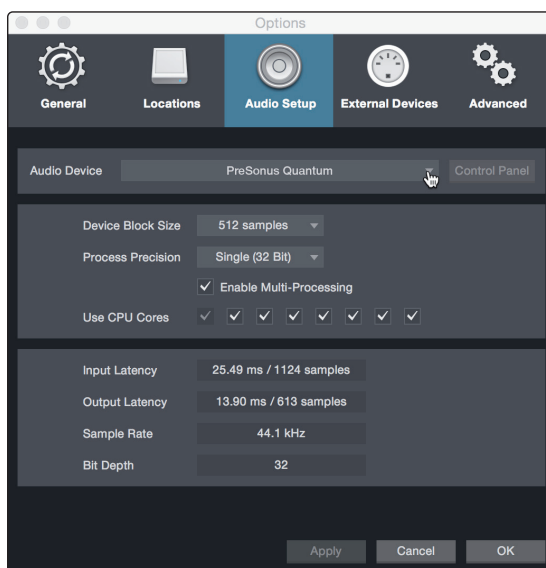 Options
General Locations Audio Setup External Devices Advanced
Audio Device PreSonus Quantum Control Panel
Device Block Size 512 samples
Process Precision Single (32 Bit)
Enable Multi-Processing
Use CPU Cores
Input Latency 25.49 ms / 1124 samples
Output Latency 13.90 ms / 613 samples
Sample Rate 44.1 kHz
Bit Depth 32
Apply Cancel OK